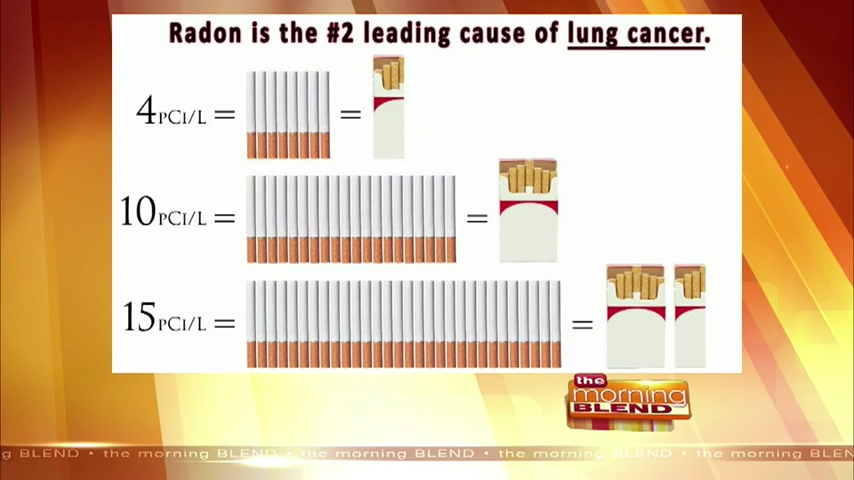 Radon is the #2 leading cause of lung cancer.
4PCI/L = =
10PCI/L = =
15PCI/L = =
the
morning
BLEND
g BLEND • the morning BLEND • the morning BLEND • the morning BLEND • the morning BLEN